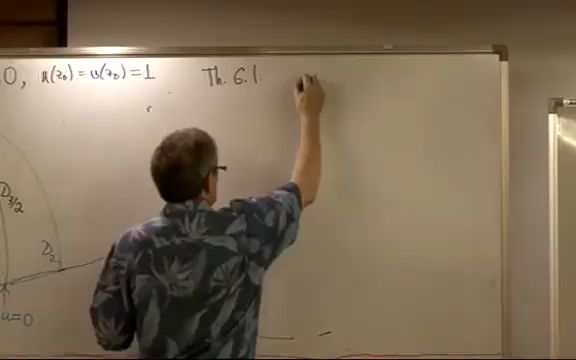 0, u(z₀) = v(z₀) = 1
Th. 6.1.
D₃/₂
D₂
u=0